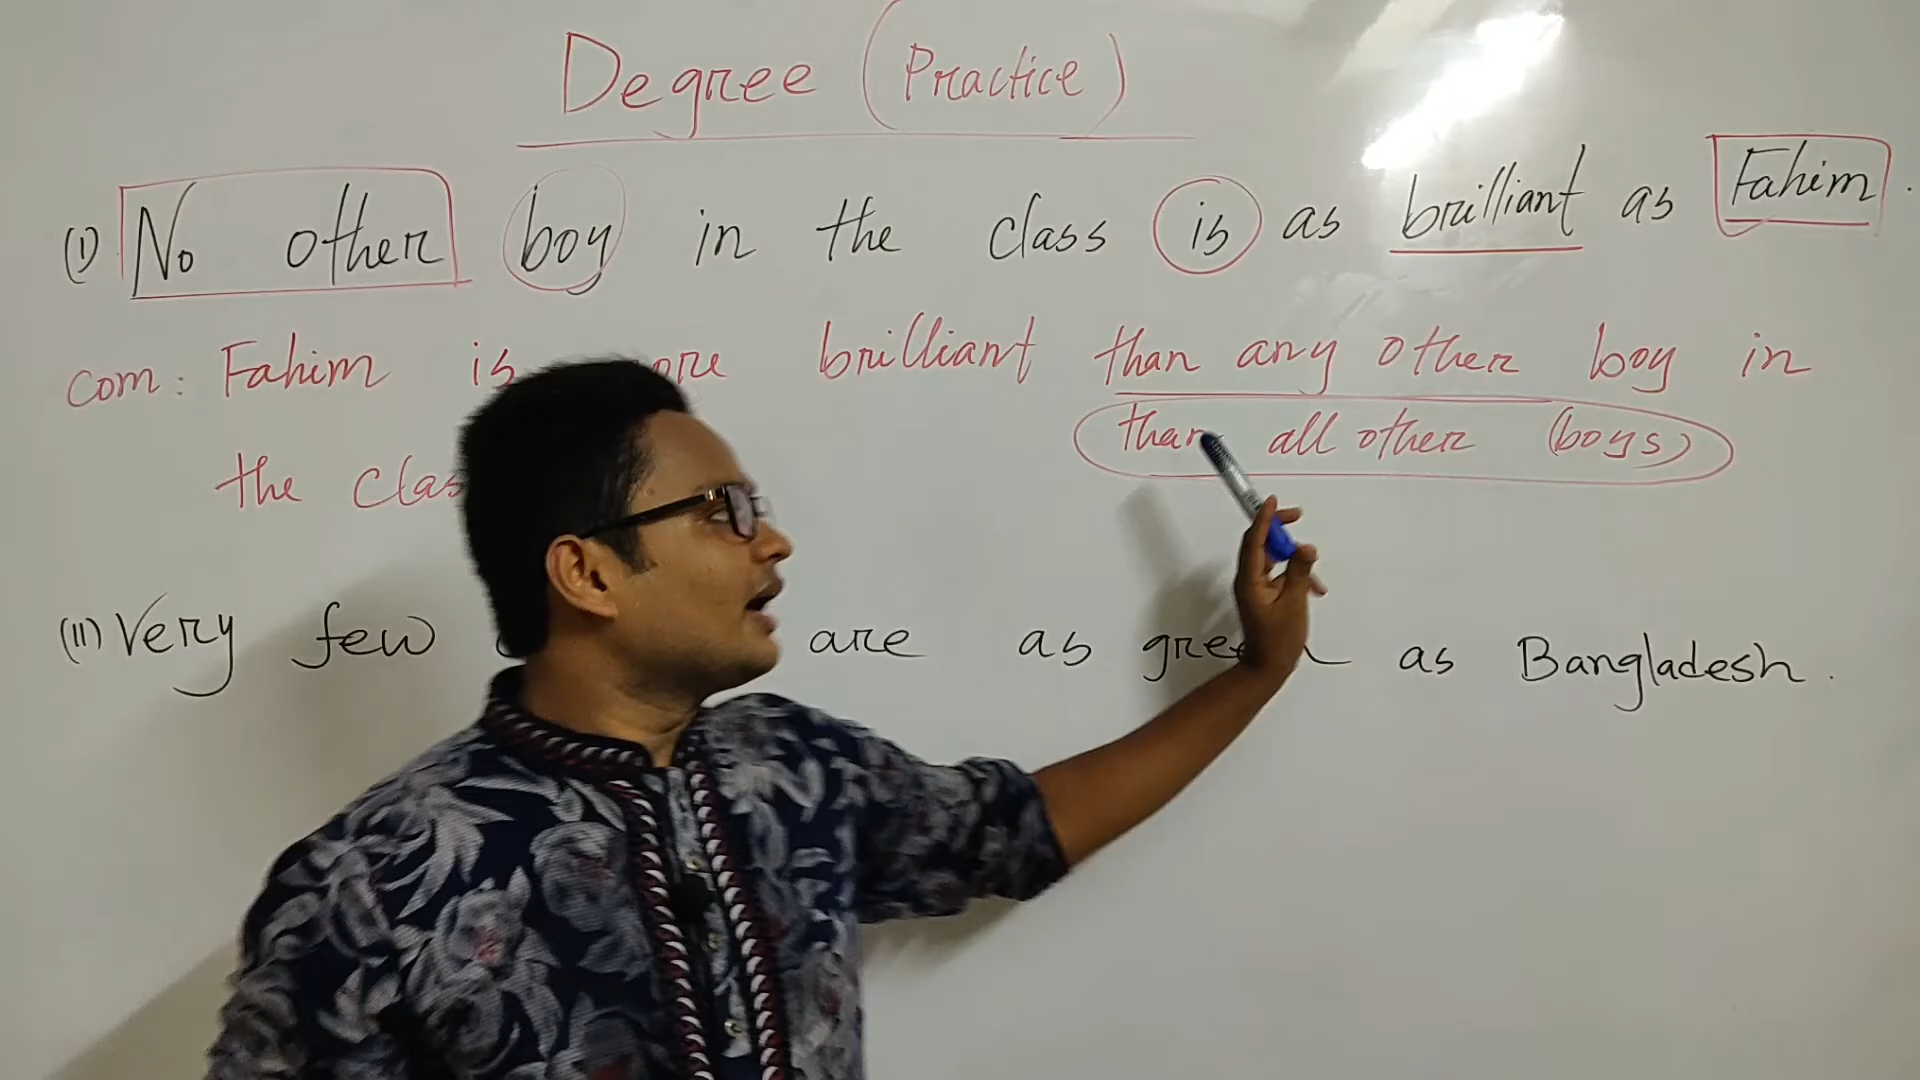 Degree (Practice)
(I) No other boy in the class is as brilliant as Fahim.
com: Fahim is brilliant than any other boy in
than all other (boys)
the
(II) Very few are as as Bangladesh.